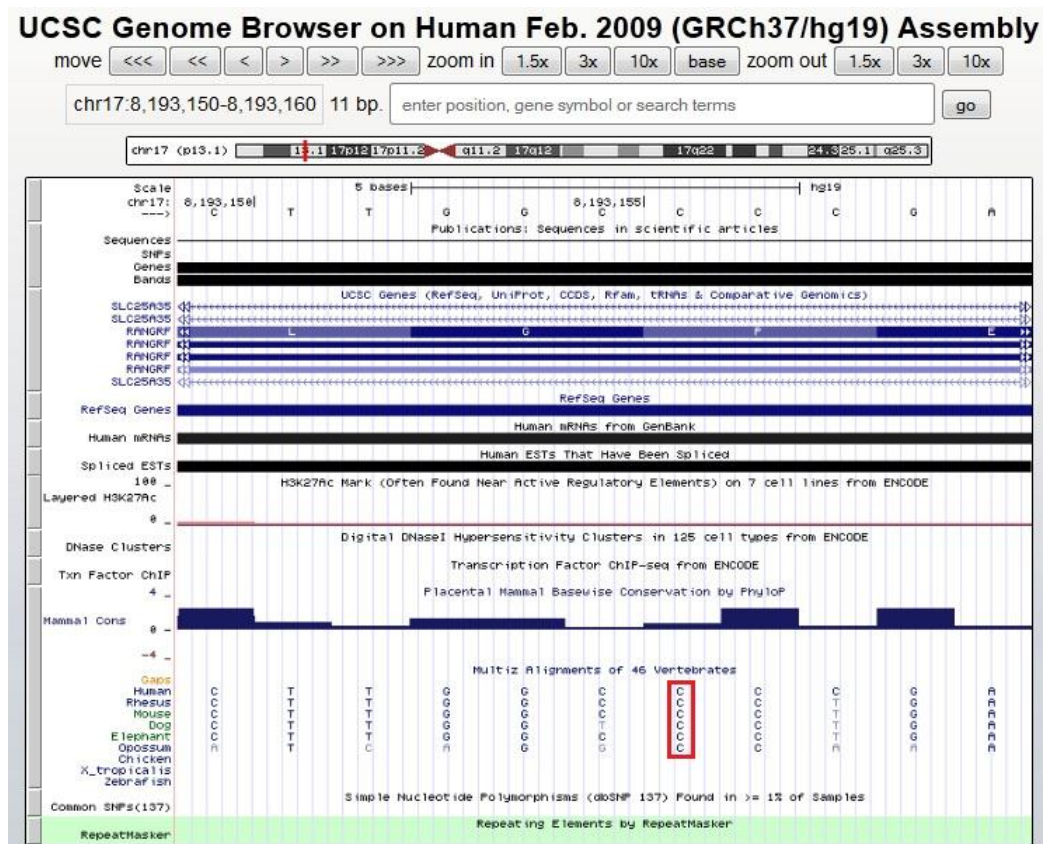 UCSC Genome Browser on Human Feb. 2009 (GRCh37/hg19) Assembly
move <<< << < > >> >>> zoom in 1.5x 3x 10x base zoom out 1.5x 3x 10x
chr17:8,193,150-8,193,160 11 bp. enter position, gene symbol or search terms go
chr17 (p13.1) 13.1 17p12 17p11.2 q11.2 17q12 17q22 24.3 25.1 q25.3
Scale 5 bases hg19
chr17: 8,193,150 8,193,155
---> C T T G G C C C C G A
Publications: Sequences in scientific articles
Sequences
SNPs
Genes
Bands
UCSC Genes (RefSeq, UniProt, CCDS, Rfam, tRNAs & Comparative Genomics)
SLC25A35
SLC25A35
RANGRF L G P E
RANGRF
RANGRF
RANGRF
SLC25A35
RefSeq Genes
RefSeq Genes
Human mRNAs from GenBank
Human mRNAs
Human ESTs That Have Been Spliced
Spliced ESTs
100 _ H3K27Ac Mark (Often Found Near Active Regulatory Elements) on 7 cell lines from ENCODE
Layered H3K27Ac
0 _
Digital DNaseI Hypersensitivity Clusters in 125 cell types from ENCODE
DNase Clusters
Transcription Factor ChIP-seq from ENCODE
Txn Factor ChIP
4 _ Placental Mammal Basewise Conservation by PhyloP
Mammal Cons
0 _
-4 _
Multiz Alignments of 46 Vertebrates
Gaps
Human C T T G G C C C C G A
Rhesus C T T G G C C C T G A
Mouse C T T G G C C C T G A
Dog C T T G G T C C T G A
Elephant C T T G G C C C T G A
Opossum A T C A G G C C A A A
Chicken
X_tropicalis
Zebrafish
Simple Nucleotide Polymorphisms (dbSNP 137) Found in >= 1% of Samples
Common SNPs(137)
Repeating Elements by RepeatMasker
RepeatMasker